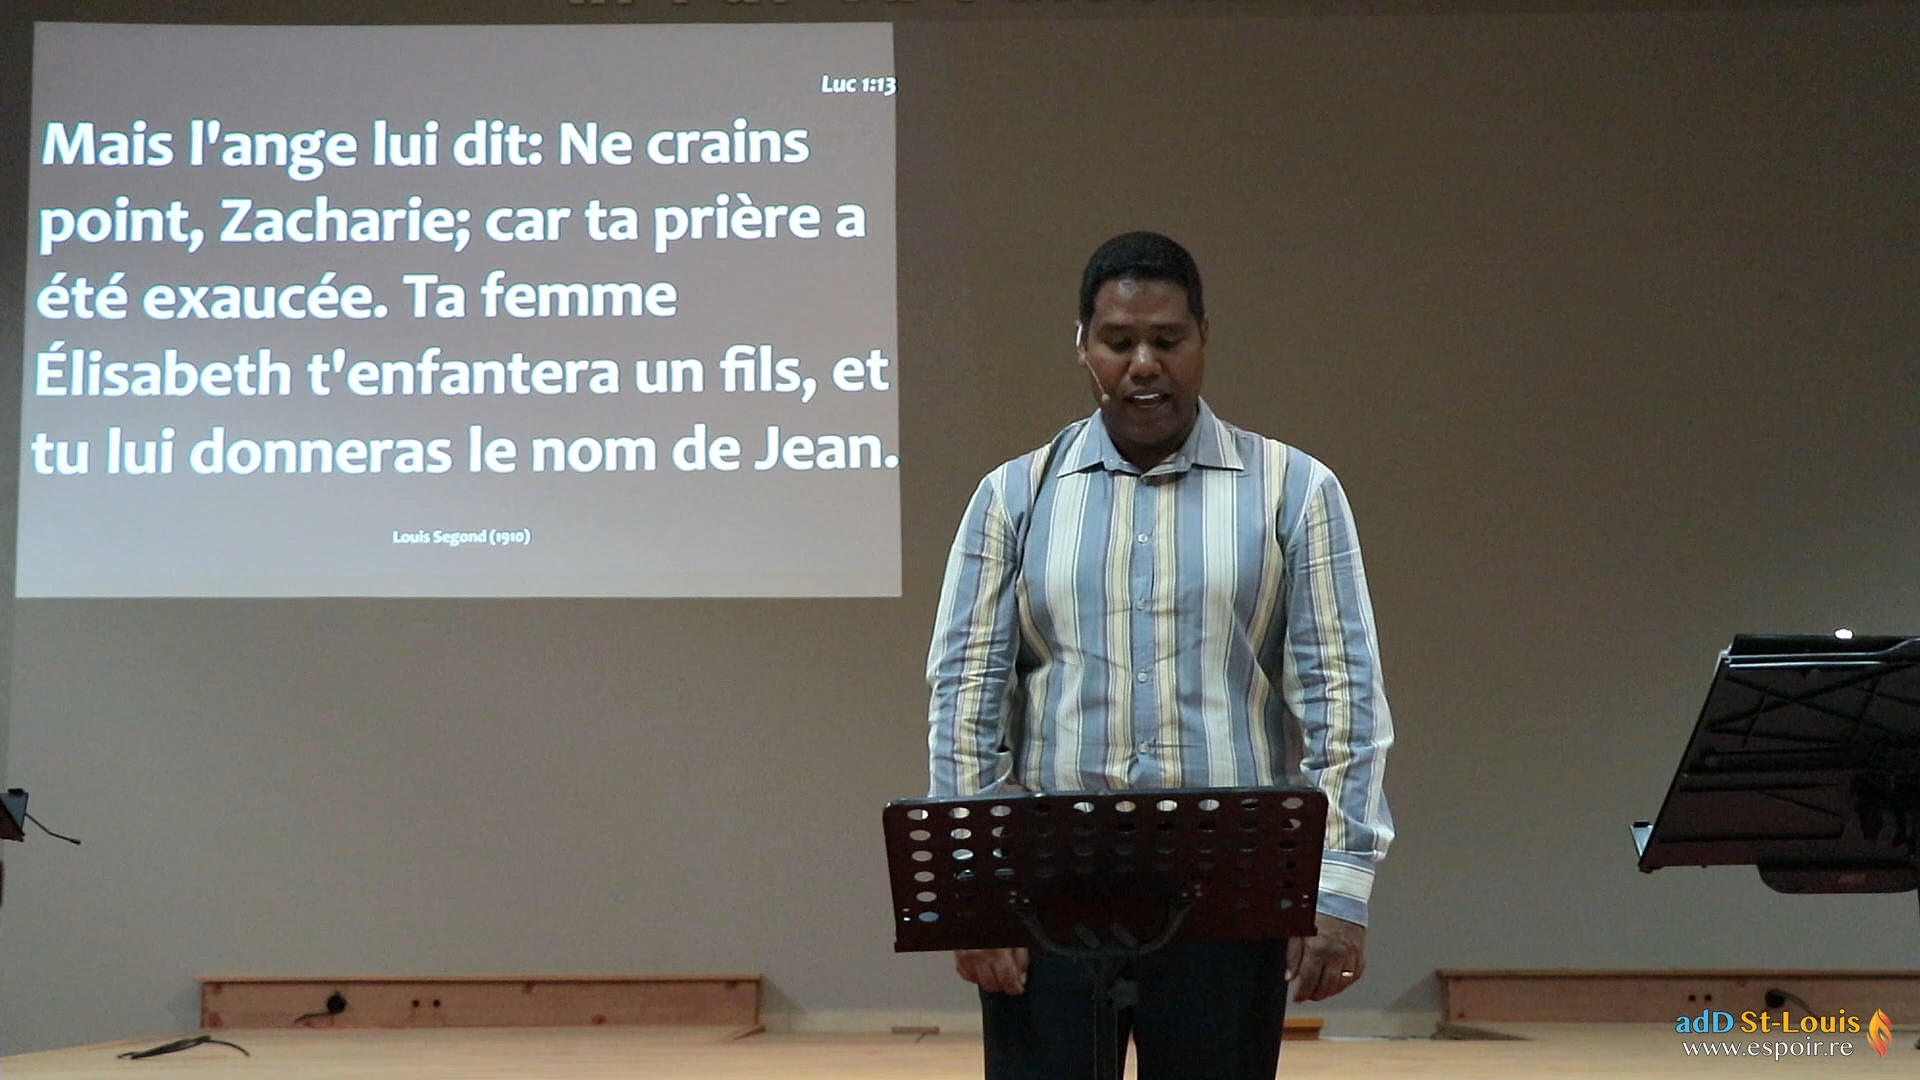 Luc 1:13
Mais l'ange lui dit: Ne crains
point, Zacharie; car ta prière a
été exaucée. Ta femme
Élisabeth t'enfantera un fils, et
tu lui donneras le nom de Jean.
Louis Segond (1910)
adD St-Louis
www.espoir.re